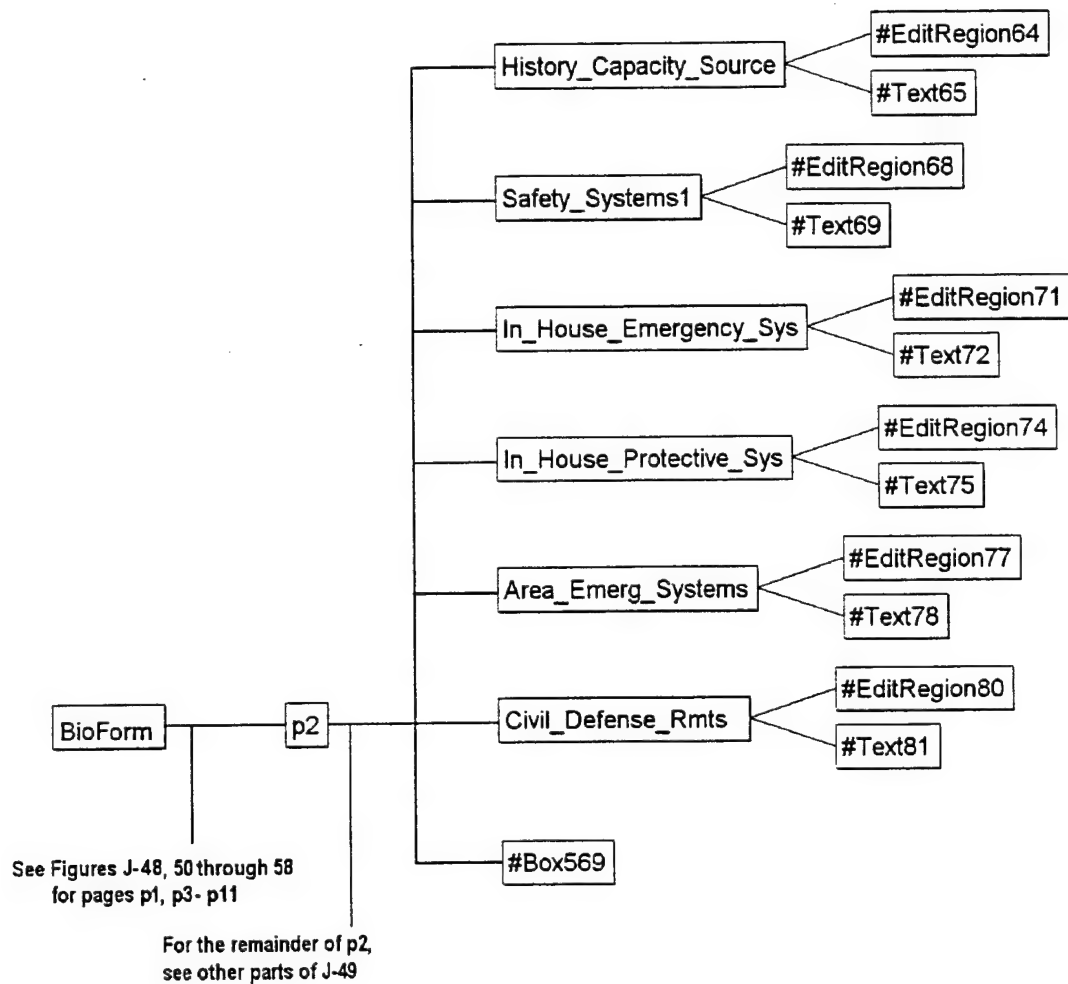 #EditRegion64
History_Capacity_Source
#Text65
#EditRegion68
Safety_Systems1
#Text69
#EditRegion71
In_House_Emergency_Sys
#Text72
#EditRegion74
In_House_Protective_Sys
#Text75
#EditRegion77
Area_Emerg_Systems
#Text78
#EditRegion80
BioForm
p2
Civil_Defense_Rmts
#Text81
#Box569
See Figures J-48, 50 through 58
for pages p1, p3- p11
For the remainder of p2,
see other parts of J-49